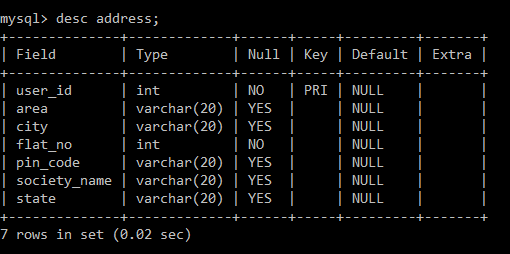 mysql> desc address;
+--------------+-------------+------+-----+---------+-------+
| Field        | Type        | Null | Key | Default | Extra |
+--------------+-------------+------+-----+---------+-------+
| user_id      | int         | NO   | PRI | NULL    |       |
| area         | varchar(20) | YES  |     | NULL    |       |
| city         | varchar(20) | YES  |     | NULL    |       |
| flat_no      | int         | NO   |     | NULL    |       |
| pin_code     | varchar(20) | YES  |     | NULL    |       |
| society_name | varchar(20) | YES  |     | NULL    |       |
| state        | varchar(20) | YES  |     | NULL    |       |
+--------------+-------------+------+-----+---------+-------+
7 rows in set (0.02 sec)